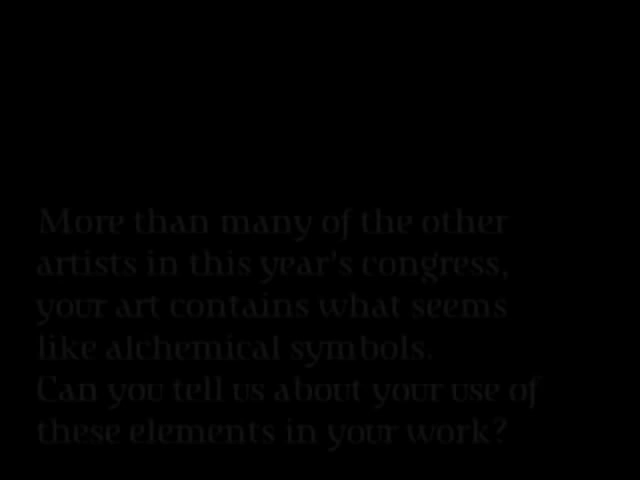 More than many of the other
artists in this year's congress,
your art contains what seems
like alchemical symbols.
Can you tell us about your use of
these elements in your work?